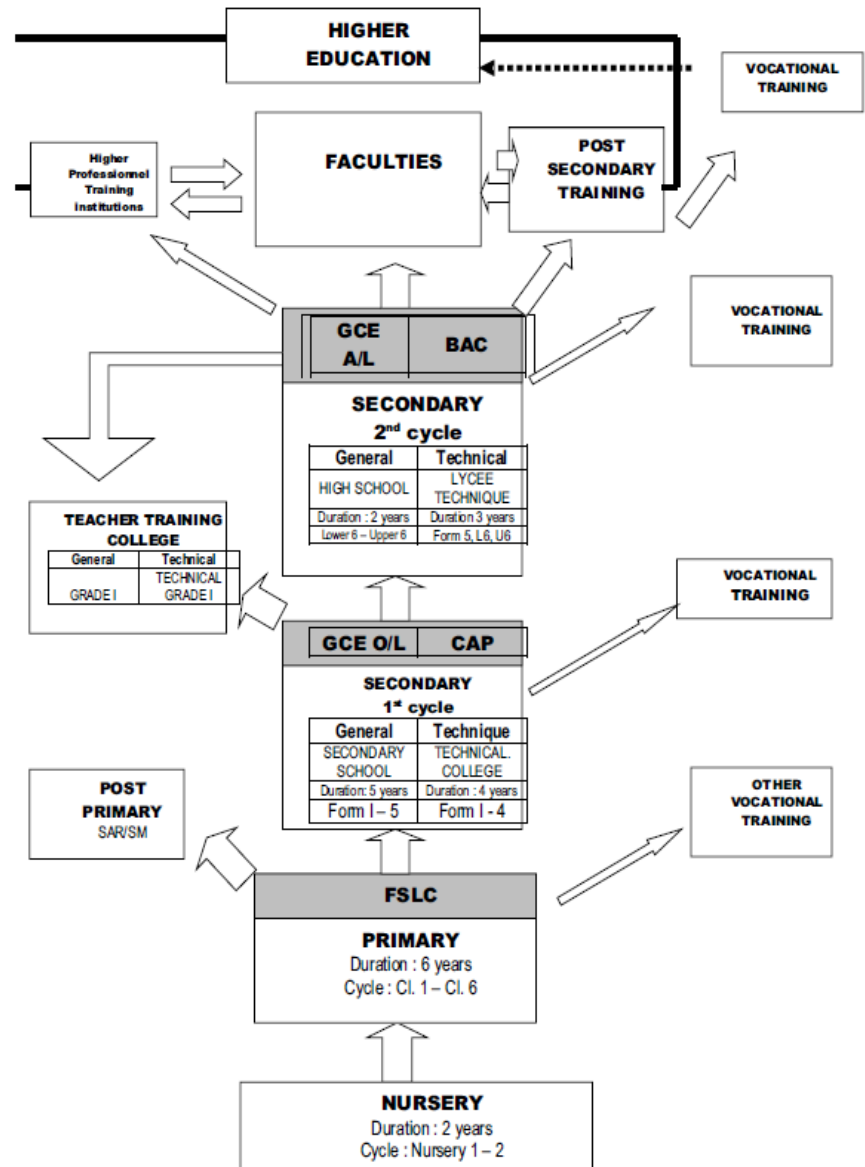 HIGHER
EDUCATION
VOCATIONAL
TRAINING
Higher
Professionnel
Training
institutions
FACULTIES
POST
SECONDARY
TRAINING
GCE
A/L
BAC
VOCATIONAL
TRAINING
SECONDARY
2nd cycle
General Technical
HIGH SCHOOL LYCEE
TECHNIQUE
Duration : 2 years Duration 3 years
Lower 6 – Upper 6 Form 5, L6, U6
TEACHER TRAINING
COLLEGE
General Technical
GRADE I TECHNICAL
GRADE I
VOCATIONAL
TRAINING
GCE O/L CAP
SECONDARY
1st cycle
General Technique
SECONDARY TECHNICAL.
SCHOOL COLLEGE
Duration: 5 years Duration : 4 years
Form I – 5 Form I - 4
POST
PRIMARY
SAR/SM
OTHER
VOCATIONAL
TRAINING
FSLC
PRIMARY
Duration : 6 years
Cycle : Cl. 1 – Cl. 6
NURSERY
Duration : 2 years
Cycle : Nursery 1 – 2